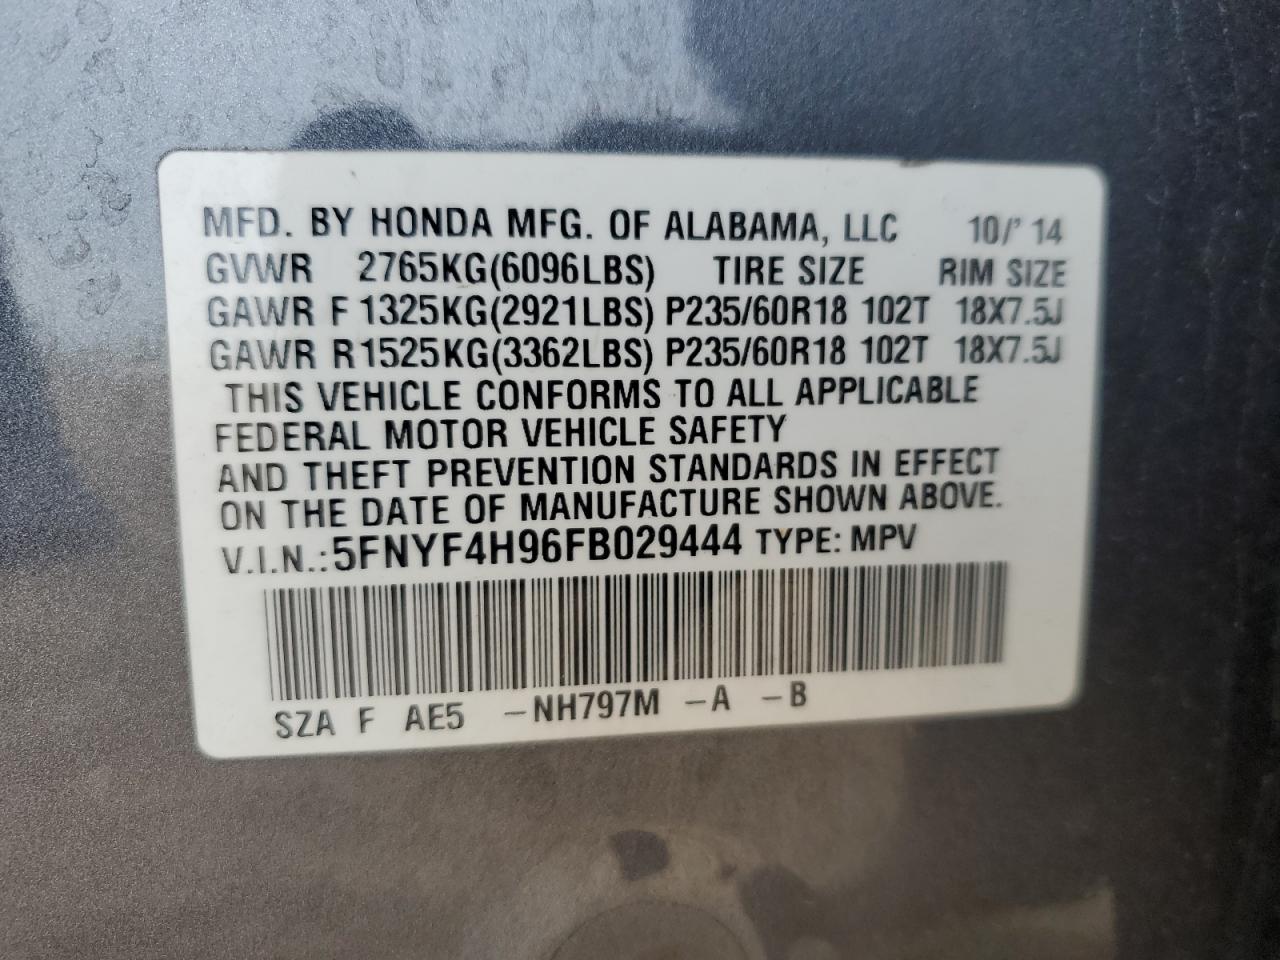 MFD. BY HONDA MFG. OF ALABAMA, LLC 10/' 14
GVWR 2765KG(6096LBS) TIRE SIZE RIM SIZE
GAWR F 1325KG(2921LBS) P235/60R18 102T 18X7.5J
GAWR R 1525KG(3362LBS) P235/60R18 102T 18X7.5J
THIS VEHICLE CONFORMS TO ALL APPLICABLE
FEDERAL MOTOR VEHICLE SAFETY
AND THEFT PREVENTION STANDARDS IN EFFECT
ON THE DATE OF MANUFACTURE SHOWN ABOVE.
V.I.N.: 5FNYF4H96FB029444 TYPE: MPV
SZA F AE5 -NH797M -A -B